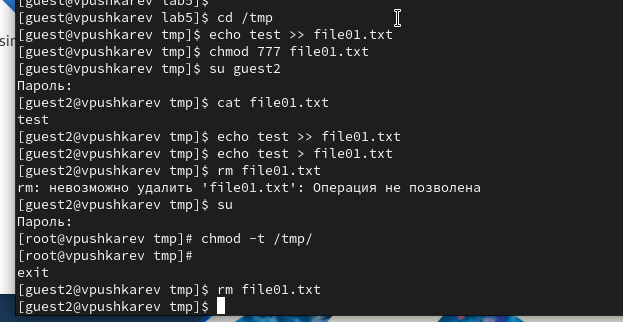 [guest@vpushkarev lab5]$
[guest@vpushkarev lab5]$ cd /tmp
[guest@vpushkarev tmp]$ echo test >> file01.txt
[guest@vpushkarev tmp]$ chmod 777 file01.txt
[guest@vpushkarev tmp]$ su guest2
Пароль:
[guest2@vpushkarev tmp]$ cat file01.txt
test
[guest2@vpushkarev tmp]$ echo test >> file01.txt
[guest2@vpushkarev tmp]$ echo test > file01.txt
[guest2@vpushkarev tmp]$ rm file01.txt
rm: невозможно удалить 'file01.txt': Операция не позволена
[guest2@vpushkarev tmp]$ su
Пароль:
[root@vpushkarev tmp]# chmod -t /tmp/
[root@vpushkarev tmp]#
exit
[guest2@vpushkarev tmp]$ rm file01.txt
[guest2@vpushkarev tmp]$